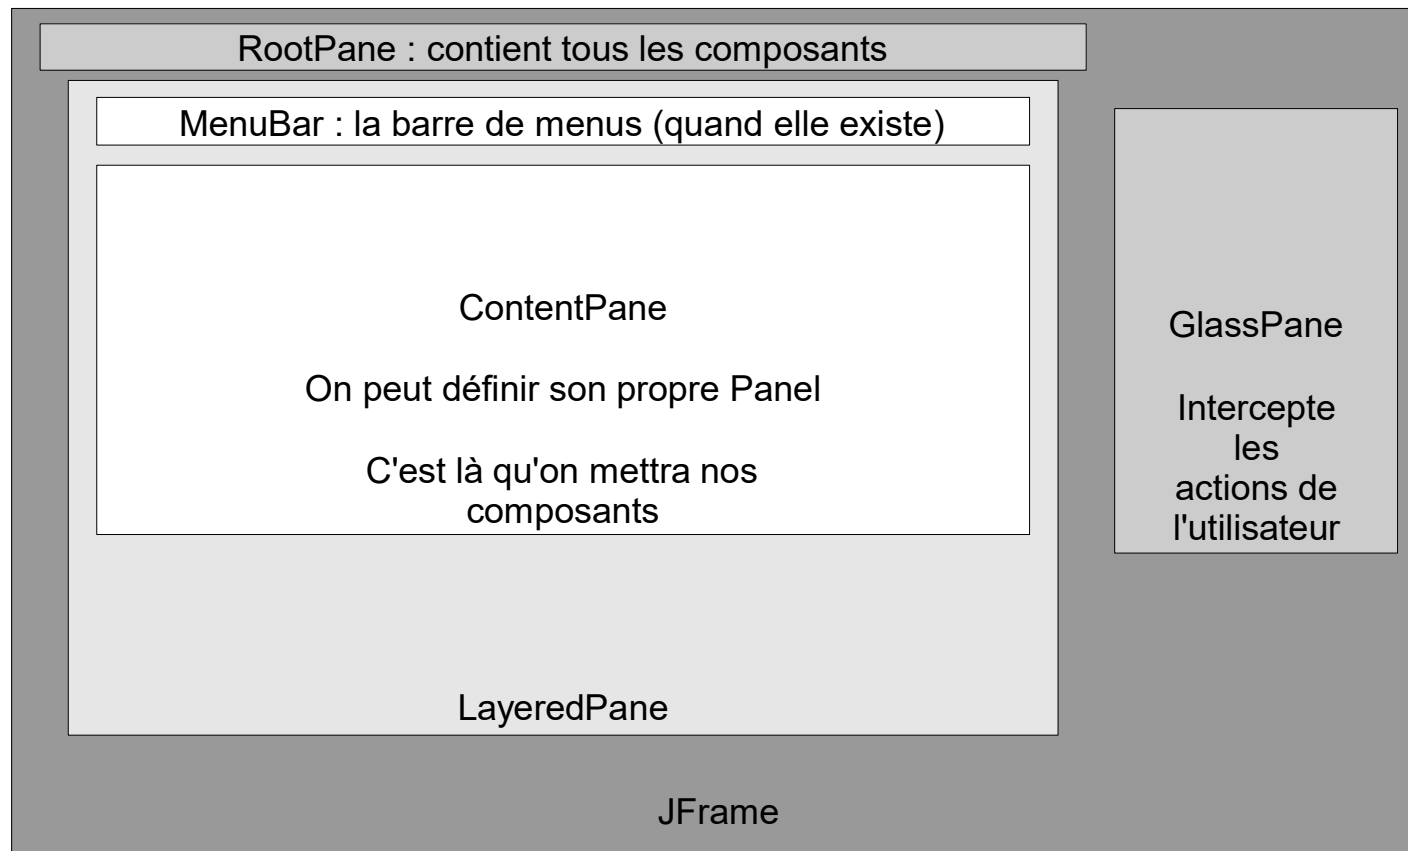 RootPane : contient tous les composants
MenuBar : la barre de menus (quand elle existe)
ContentPane
On peut définir son propre Panel
C'est là qu'on mettra nos
composants
GlassPane
Intercepte
les
actions de
l'utilisateur
LayeredPane
JFrame